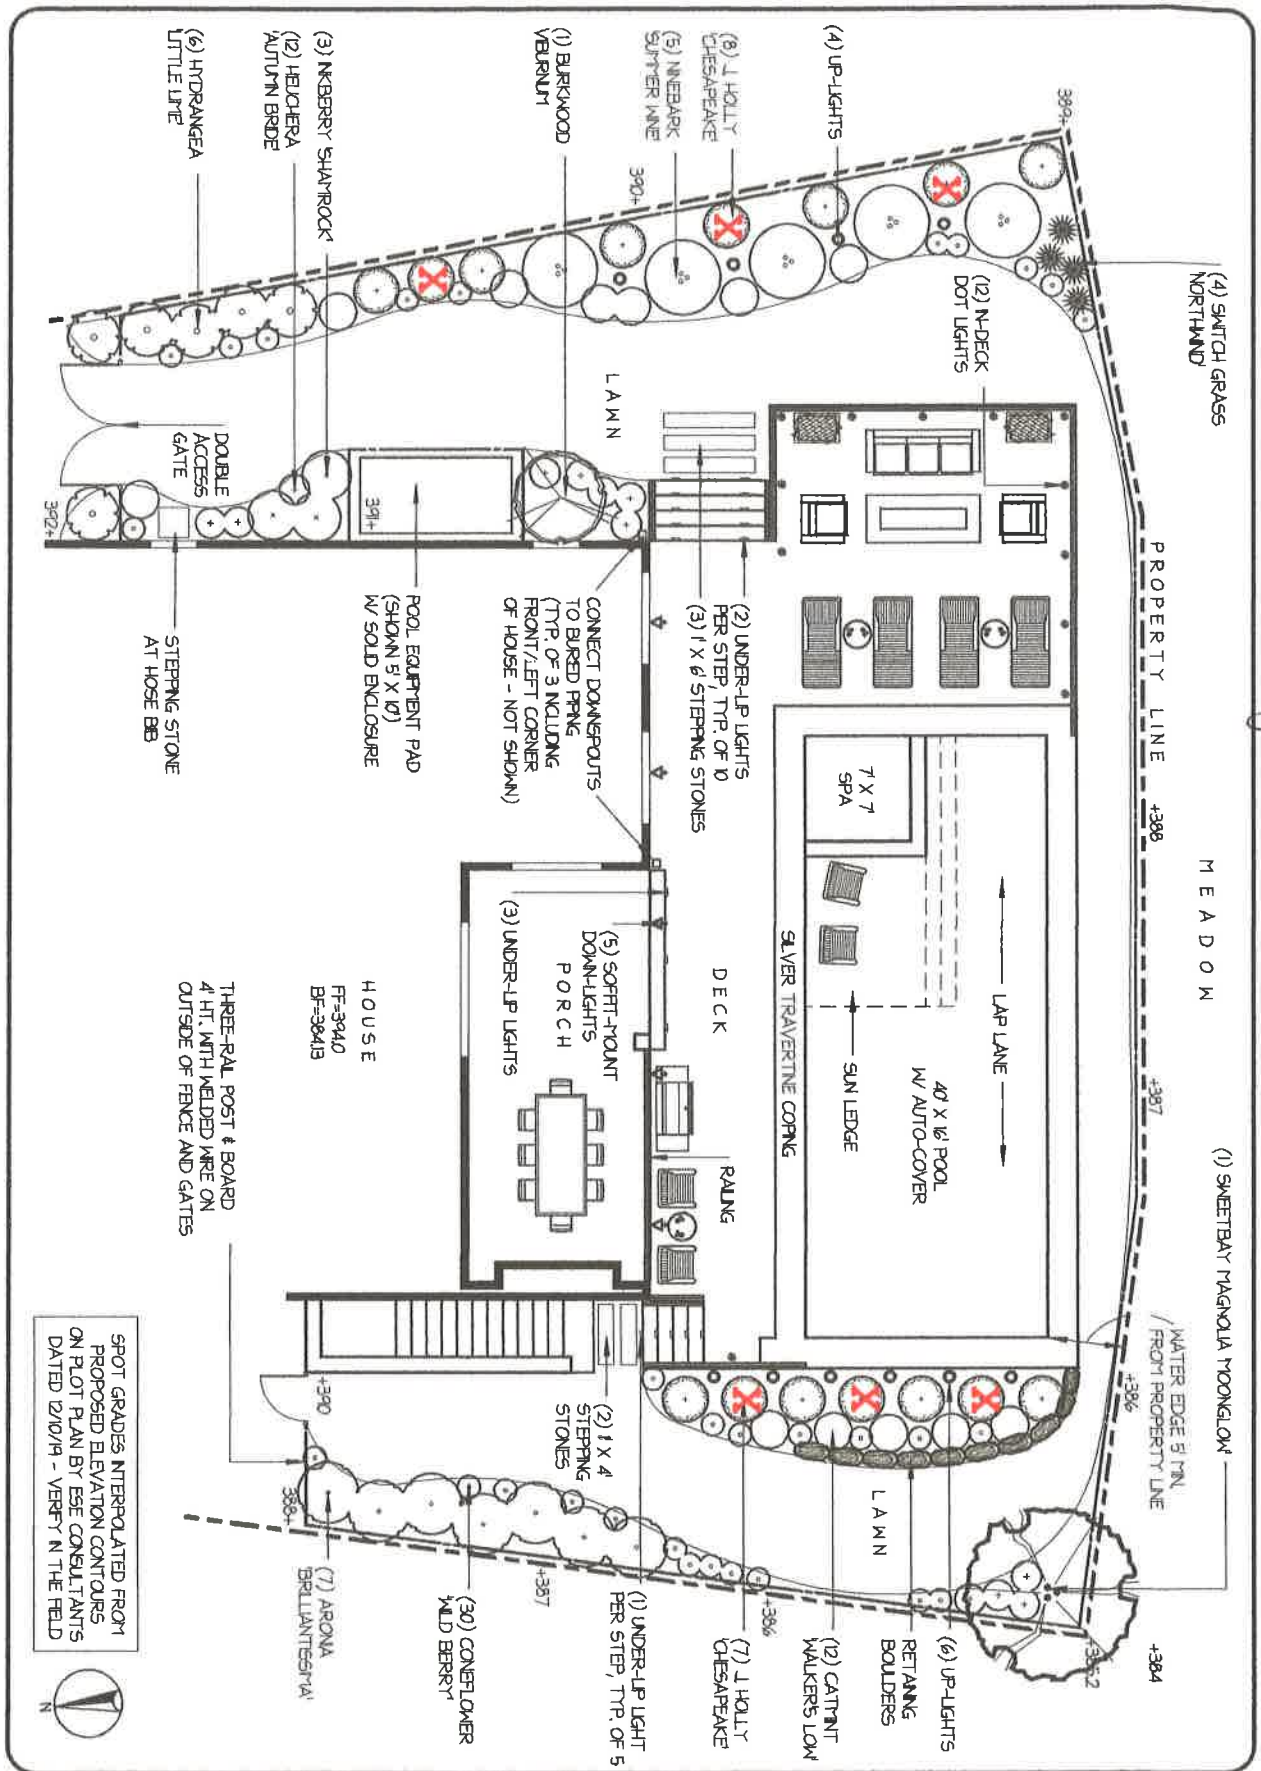 (4) SWITCH GRASS
'NORTHWIND'
(12) IN-DECK
DOT LIGHTS
389+
(4) UP-LIGHTS
(8) J. HOLLY
'CHESAPEAKE'
(5) NINEBARK
'SUMMER WINE'
390+
(1) BURKWOOD
VIBURNUM
(3) INKBERRY 'SHAMROCK'
(12) HEUCHERA
'AUTUMN BRIDE'
(6) HYDRANGEA
'LITTLE LIME'
LAWN
DOUBLE
ACCESS
GATE
391+
392+
MEADOW
PROPERTY LINE
+388
+387
+386
+385.2
+384
(1) SWEETBAY MAGNOLIA 'MOONGLOW'
WATER EDGE 5' MIN.
FROM PROPERTY LINE
LAP LANE
40' X 16' POOL
W/ AUTO-COVER
SUN LEDGE
7' X 7'
SPA
SILVER TRAVERTINE COPING
DECK
RAILING
(2) UNDER-LIP LIGHTS
PER STEP, TYP. OF 10
(3) 1' X 6' STEPPING STONES
CONNECT DOWNSPOUTS
TO BURIED PIPING
(TYP. OF 3 INCLUDING
FRONT/LEFT CORNER
OF HOUSE - NOT SHOWN)
POOL EQUIPMENT PAD
(SHOWN 5' X 10')
W/ SOLID ENCLOSURE
STEPPING STONE
AT HOSE BIB
(5) SOFFIT-MOUNT
DOWN-LIGHTS
PORCH
(3) UNDER-LIP LIGHTS
HOUSE
FF=394.0
BF=384.13
THREE-RAIL POST & BOARD
4' HT. WITH WELDED WIRE ON
OUTSIDE OF FENCE AND GATES
LAWN
(2) 1' X 4'
STEPPING
STONES
+390
388+
+387
+386
(6) UP-LIGHTS
RETAINING
BOULDERS
(12) CATMINT
'WALKER'S LOW'
(7) J. HOLLY
'CHESAPEAKE'
(1) UNDER-LIP LIGHT
PER STEP, TYP. OF 5
(30) CONEFLOWER
'WILD BERRY'
(7) ARONIA
'BRILLIANTISSIMA'
SPOT GRADES INTERPOLATED FROM
PROPOSED ELEVATION CONTOURS
ON PLOT PLAN BY ESE CONSULTANTS
DATED 12/10/19 - VERIFY IN THE FIELD
N